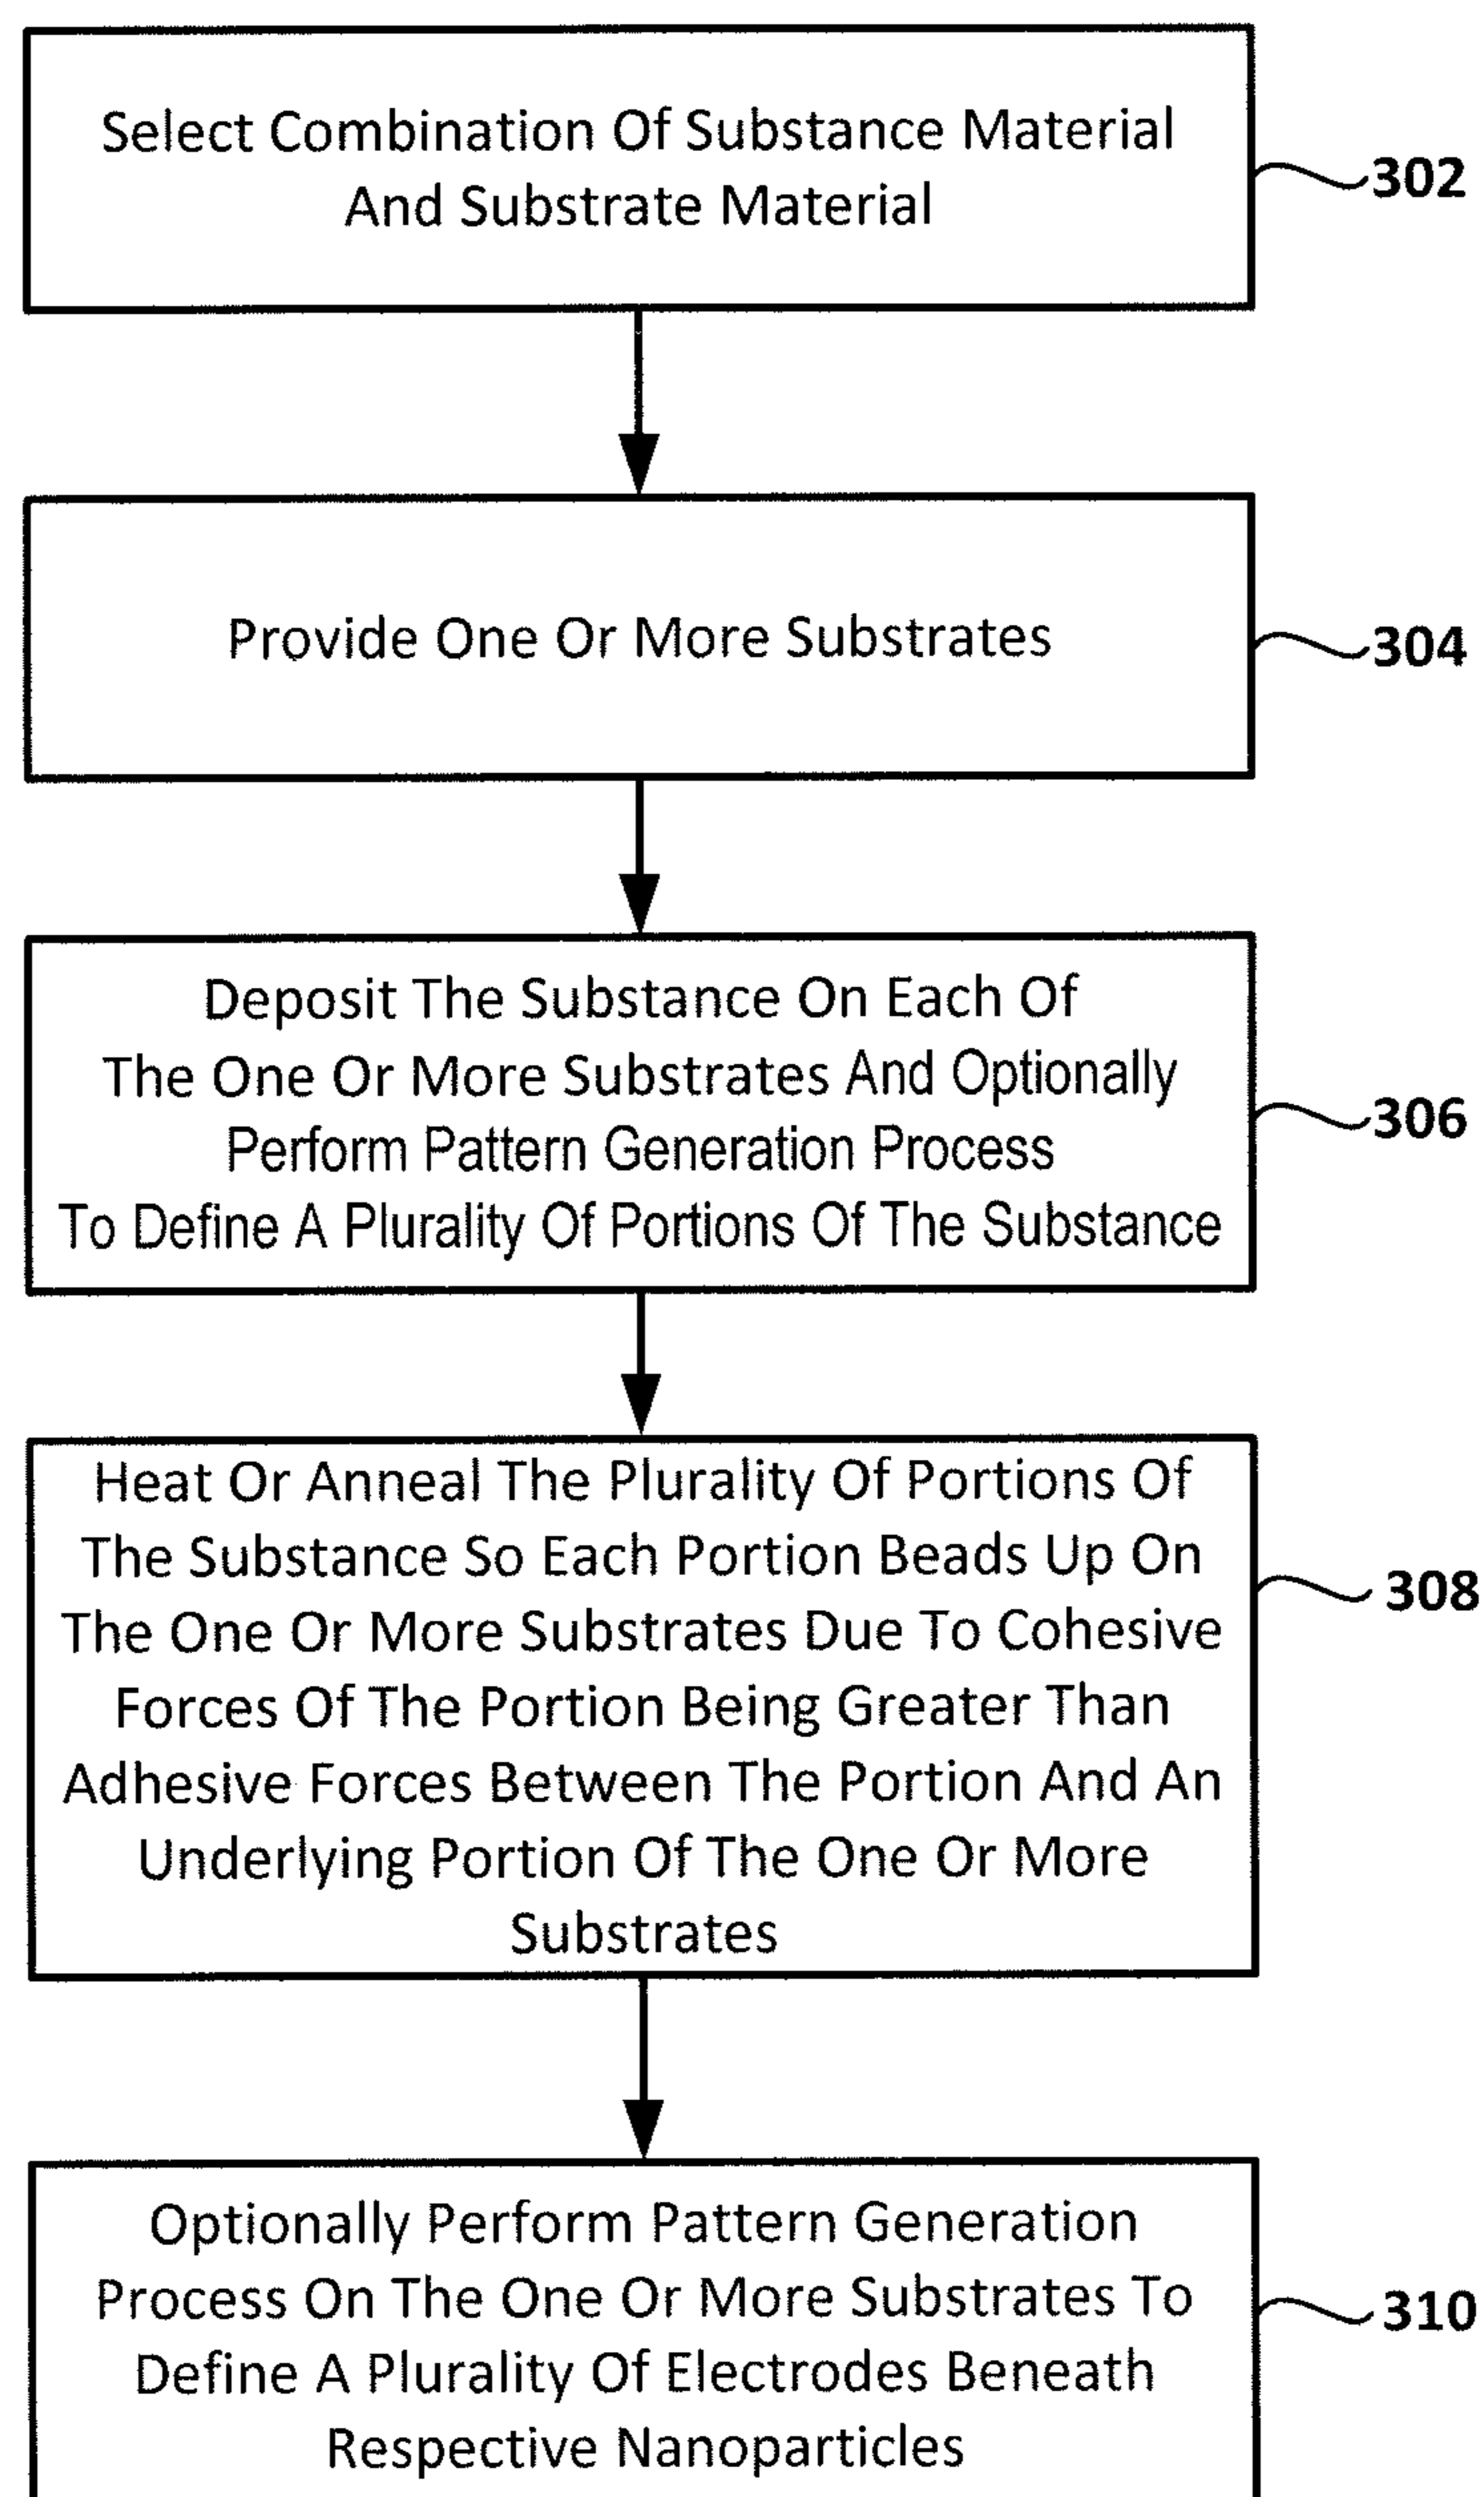 Select Combination Of Substance Material
And Substrate Material
302
Provide One Or More Substrates
304
Deposit The Substance On Each Of
The One Or More Substrates And Optionally
Perform Pattern Generation Process
To Define A Plurality Of Portions Of The Substance
306
Heat Or Anneal The Plurality Of Portions Of
The Substance So Each Portion Beads Up On
The One Or More Substrates Due To Cohesive
Forces Of The Portion Being Greater Than
Adhesive Forces Between The Portion And An
Underlying Portion Of The One Or More
Substrates
308
Optionally Perform Pattern Generation
Process On The One Or More Substrates To
Define A Plurality Of Electrodes Beneath
Respective Nanoparticles
310